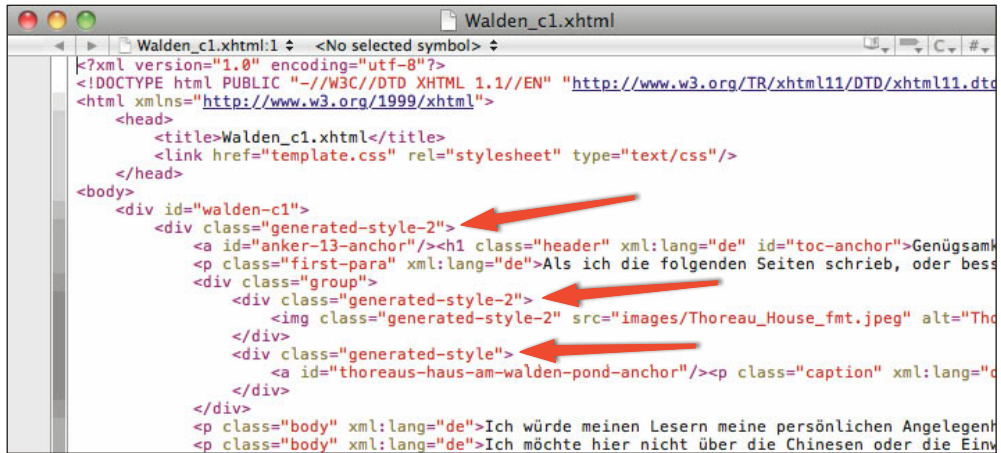 Walden_c1.xhtml
Walden_c1.xhtml:1 <No selected symbol> C #
<?xml version="1.0" encoding="utf-8"?>
<!DOCTYPE html PUBLIC "-//W3C//DTD XHTML 1.1//EN" "http://www.w3.org/TR/xhtml11/DTD/xhtml11.dtd
<html xmlns="http://www.w3.org/1999/xhtml">
<head>
<title>Walden_c1.xhtml</title>
<link href="template.css" rel="stylesheet" type="text/css"/>
</head>
<body>
<div id="walden-c1">
<div class="generated-style-2">
<a id="anker-13-anchor"/><h1 class="header" xml:lang="de" id="toc-anchor">Genügsamk
<p class="first-para" xml:lang="de">Als ich die folgenden Seiten schrieb, oder bess
<div class="group">
<div class="generated-style-2">
<img class="generated-style-2" src="images/Thoreau_House_fmt.jpeg" alt="Tho
</div>
<div class="generated-style">
<a id="thoreaus-haus-am-walden-pond-anchor"/><p class="caption" xml:lang="d
</div>
</div>
<p class="body" xml:lang="de">Ich würde meinen Lesern meine persönlichen Angelegenh
<p class="body" xml:lang="de">Ich möchte hier nicht über die Chinesen oder die Einw